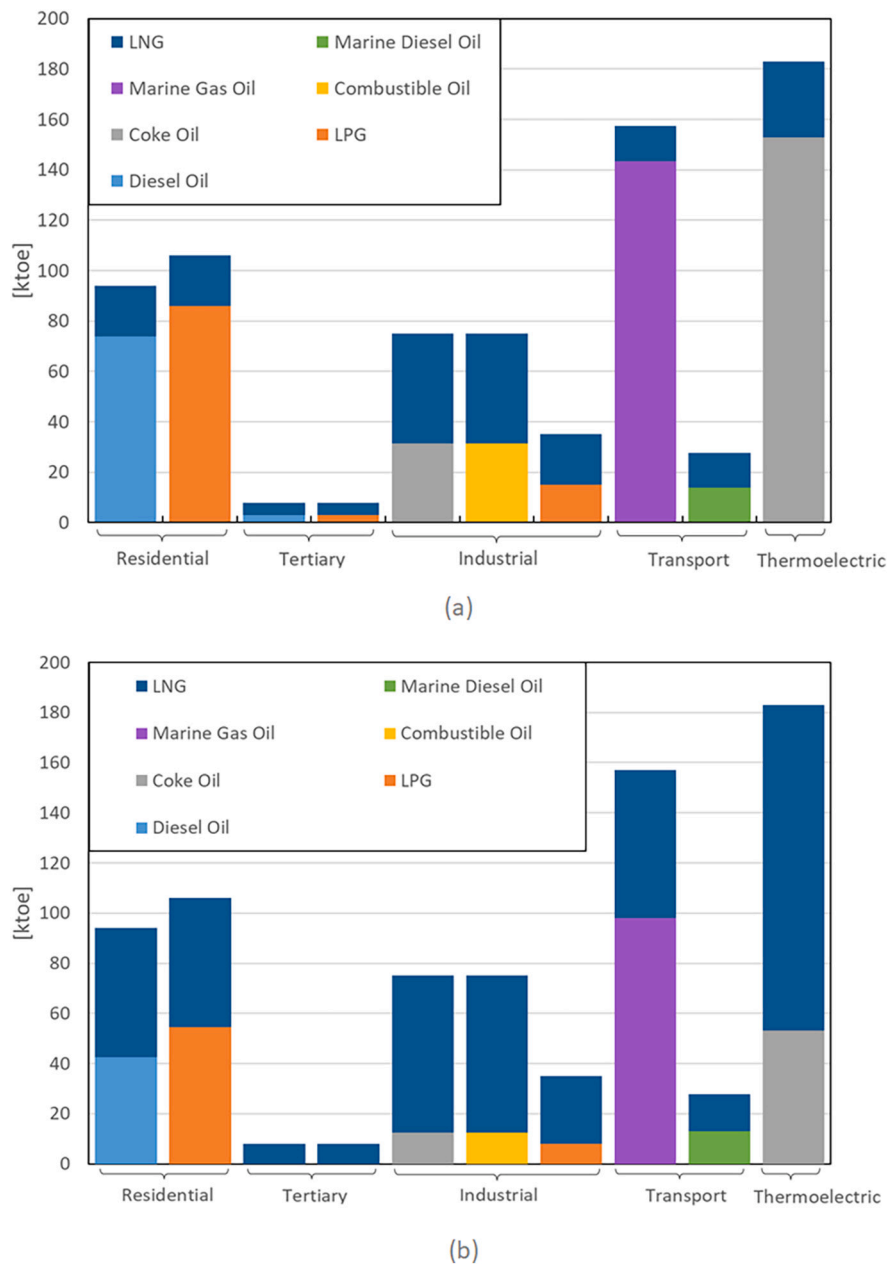 200
180
160
140
120
100
80
60
40
20
0
[ktoe]
LNG Marine Diesel Oil
Marine Gas Oil Combustible Oil
Coke Oil LPG
Diesel Oil
Residential Tertiary Industrial Transport Thermoelectric
(a)
200
180
160
140
120
100
80
60
40
20
0
[ktoe]
LNG Marine Diesel Oil
Marine Gas Oil Combustible Oil
Coke Oil LPG
Diesel Oil
Residential Tertiary Industrial Transport Thermoelectric
(b)